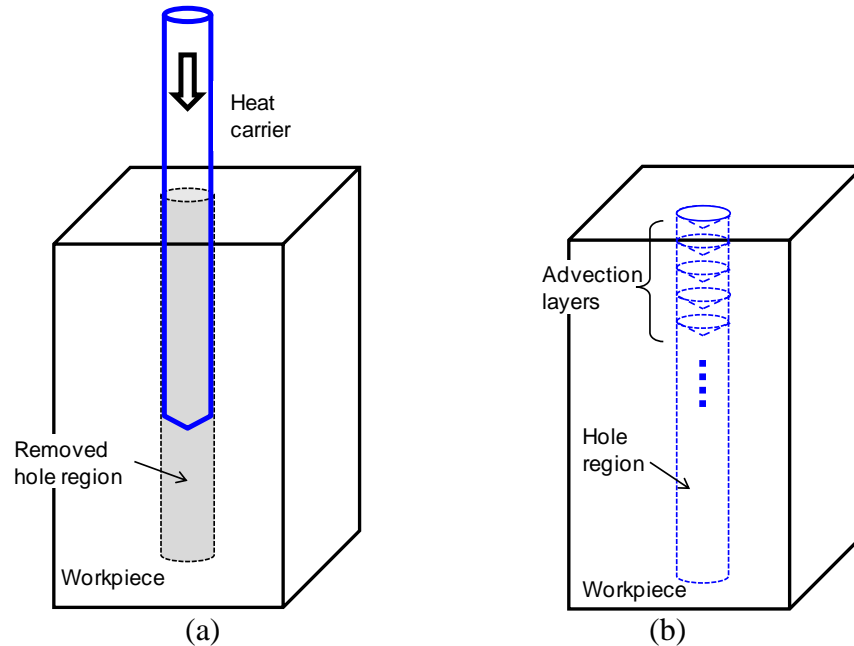 Heat
carrier
Removed
hole region
Workpiece
(a)
Advection
layers
Hole
region
Workpiece
(b)